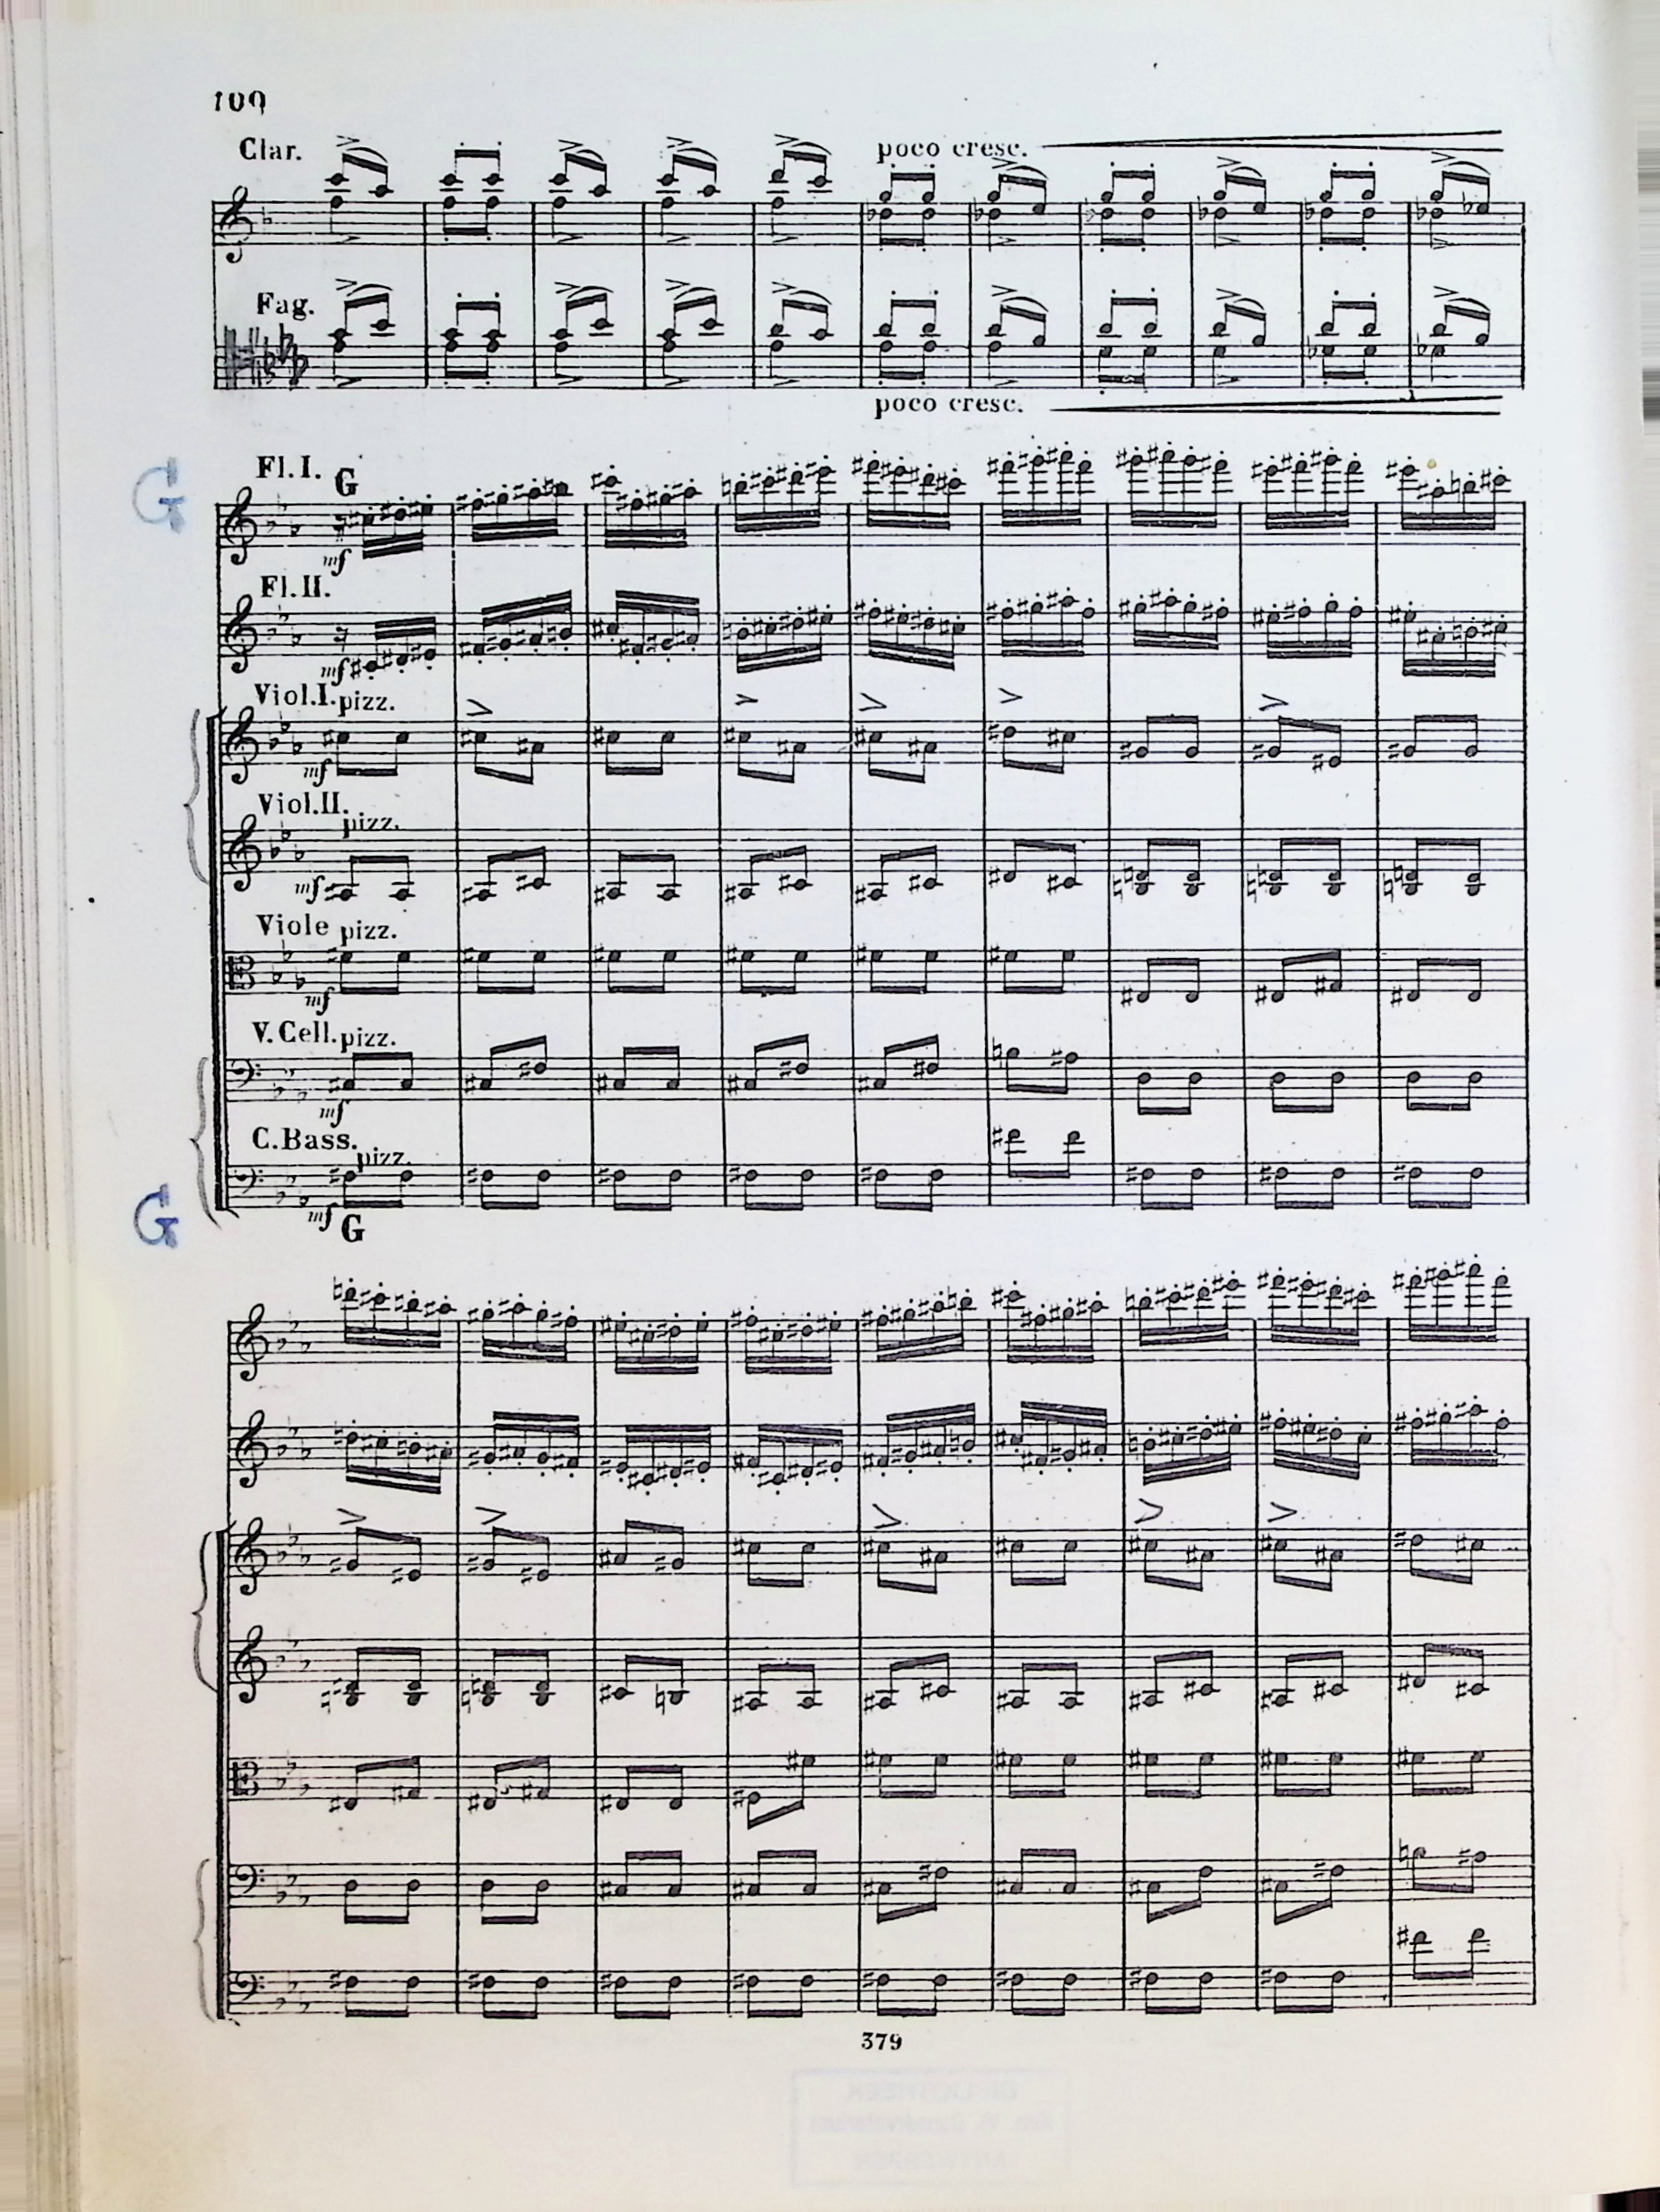 100
Clar.
poco cresc.
Fag.
poco cresc.
G
Fl. I.
G
mf
Fl. II.
mf
Viol. I. pizz.
mf
Viol. II.
pizz.
mf
Viole pizz.
mf
V. Cell. pizz.
mf
C. Bass.
pizz.
mf
G
G
379